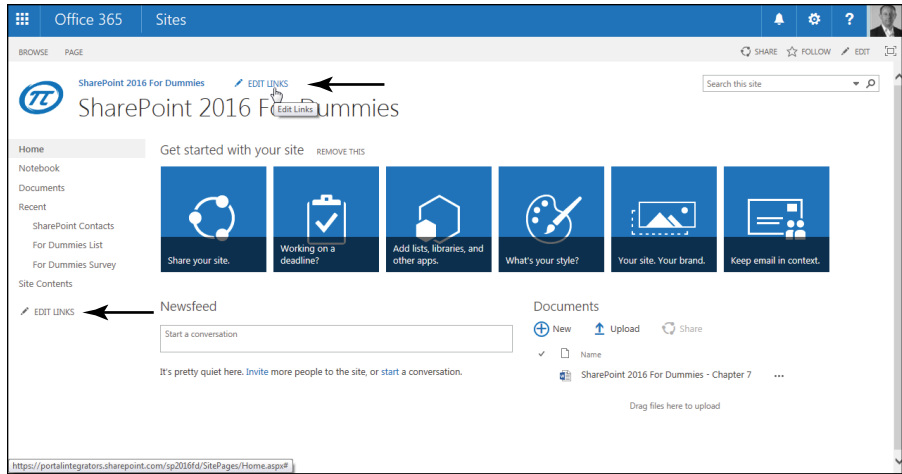 Office 365 Sites ?
BROWSE PAGE SHARE FOLLOW EDIT
SharePoint 2016 For Dummies EDIT LINKS
Search this site
SharePoint 2016 For Dummies
Edit Links
Home
Notebook
Documents
Recent
SharePoint Contacts
For Dummies List
For Dummies Survey
Site Contents
EDIT LINKS
Get started with your site REMOVE THIS
Share your site.
Working on a
deadline?
Add lists, libraries, and
other apps.
What's your style?
Your site. Your brand.
Keep email in context.
Newsfeed
Start a conversation
It's pretty quiet here. Invite more people to the site, or start a conversation.
Documents
New Upload Share
Name
SharePoint 2016 For Dummies - Chapter 7 ...
Drag files here to upload
https://portalintegrators.sharepoint.com/sp2016fd/SitePages/Home.aspx#